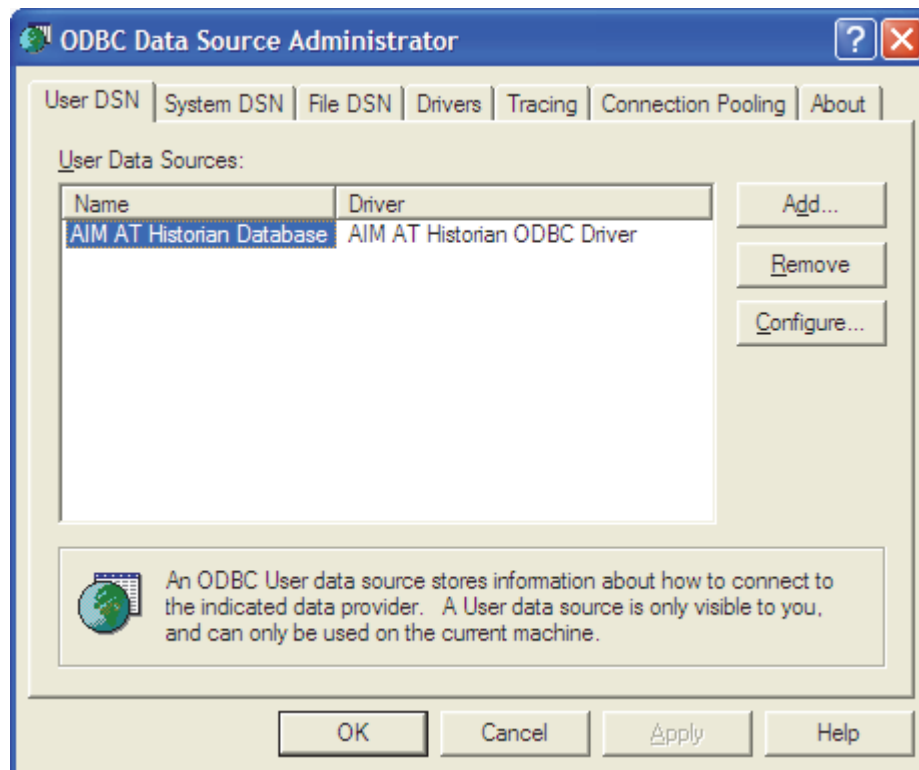 ODBC Data Source Administrator
User DSN System DSN File DSN Drivers Tracing Connection Pooling About
User Data Sources:
Name Driver
AIM AT Historian Database AIM AT Historian ODBC Driver
Add...
Remove
Configure...
An ODBC User data source stores information about how to connect to
the indicated data provider. A User data source is only visible to you,
and can only be used on the current machine.
OK Cancel Apply Help